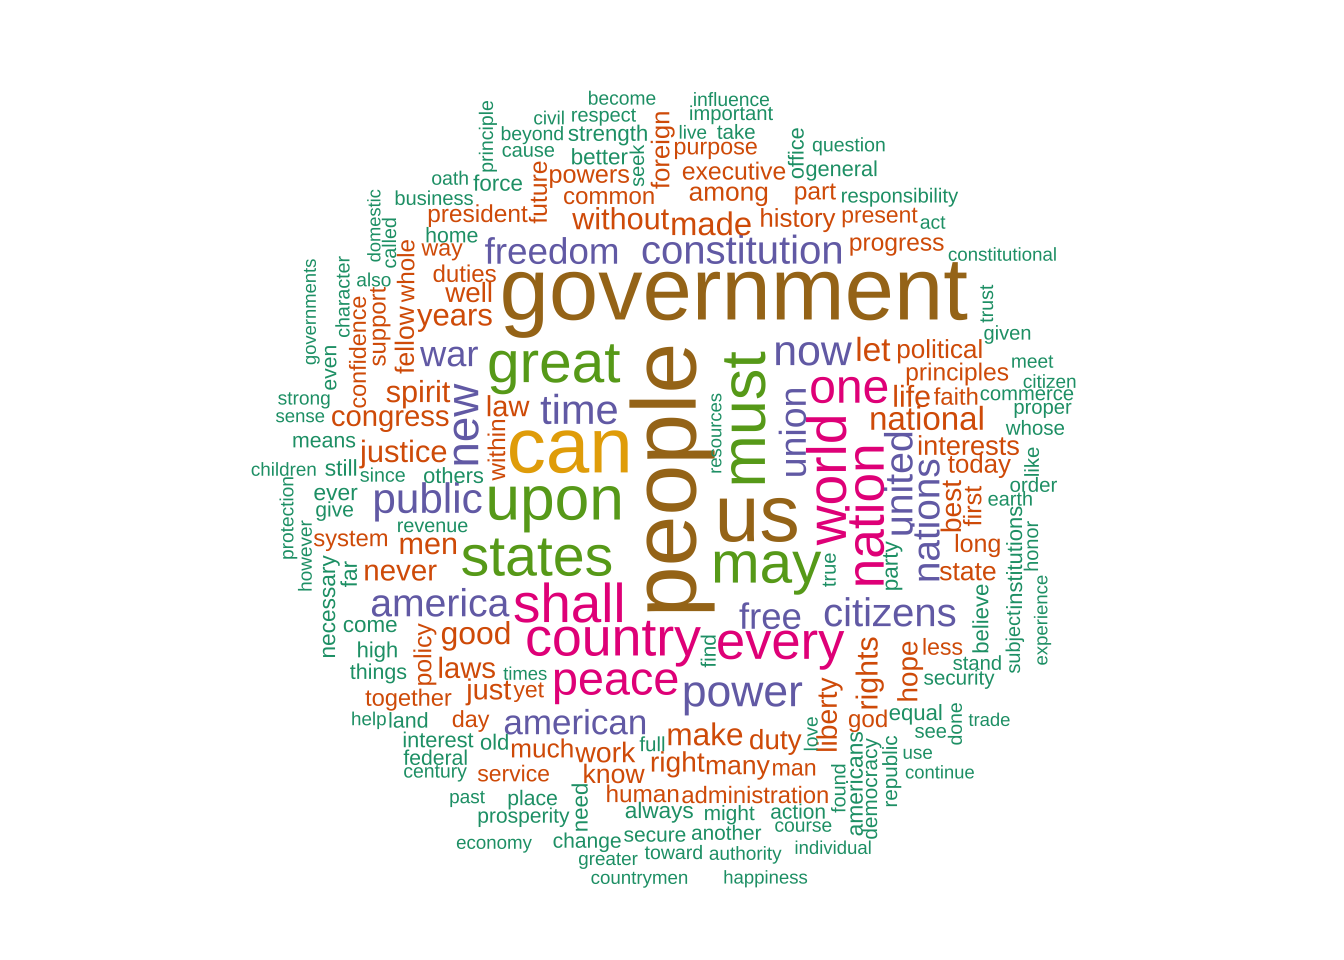 become
influence
principle
civil
respect
important
beyond
strength
foreign
live
take
cause
better
seek
purpose
office
question
oath
force
future
powers
executive
general
domestic
business
common
among
part
responsibility
called
president
without
made
history
present
act
home
way
freedom
constitution
progress
constitutional
governments
character
also
whole
duties
well
government
trust
given
confidence
support
fellow
years
even
war
great
people
must
now
let
political
principles
meet
citizen
strong
spirit
new
law
time
resources
union
one
life
faith
commerce
proper
sense
congress
within
can
world
national
whose
means
justice
nation
united
interests
like
children
still
since
others
nations
today
order
protection
ever
give
public
upon
us
best
first
earth
however
revenue
system
men
states
may
true
party
long
institutions
honor
necessary
far
never
state
america
shall
free
citizens
believe
subject
experience
come
policy
good
country
find
every
rights
hope
less
high
things
laws
times
peace
power
stand
security
together
just
yet
liberty
god
equal
done
trade
help
land
day
american
love
see
interest
old
much
work
full
make
duty
americans
democracy
republic
use
federal
century
service
know
right
many
man
continue
past
place
need
human
administration
found
prosperity
always
might
action
economy
change
secure
another
course
individual
greater
toward
authority
countrymen
happiness